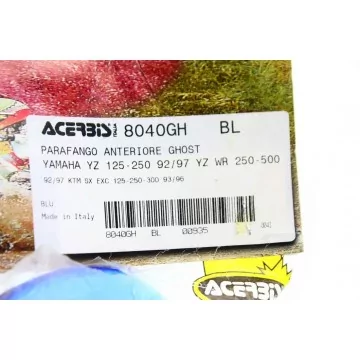 ACERBIS ITALIA 8040GH BL
PARAFANGO ANTERIORE GHOST
YAMAHA YZ 125-250 92/97 YZ WR 250-500
92/97 KTM SX EXC 125-250-300 93/96
BLU
Made in Italy
8040GH BL 00935
ACERBIS